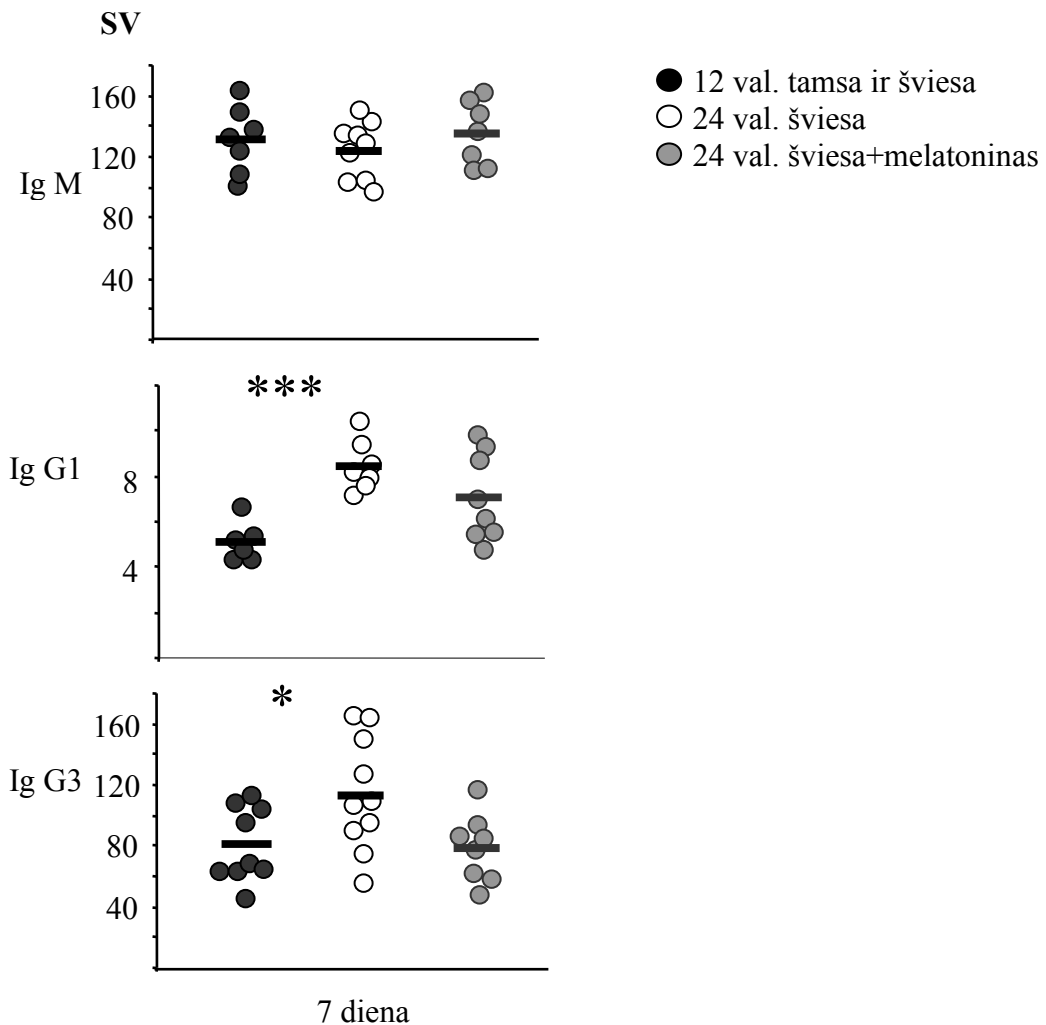 SV
160
120
Ig M
80
40
12 val. tamsa ir šviesa
24 val. šviesa
24 val. šviesa+melatoninas
***
Ig G1
8
4
*
160
Ig G3
120
80
40
7 diena